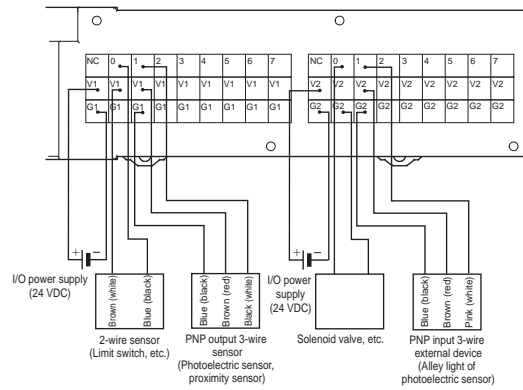 NC 0 1 2 3 4 5 6 7 NC 0 1 2 3 4 5 6 7
V1 V1 V1 V1 V1 V1 V1 V1 V1 V2 V2 V2 V2 V2 V2 V2 V2 V2
G1 G1 G1 G1 G1 G1 G1 G1 G1 G2 G2 G2 G2 G2 G2 G2 G2 G2
+ −
I/O power supply
(24 VDC)
Brown (white)
Blue (black)
2-wire sensor
(Limit switch, etc.)
Blue (black)
Brown (red)
Black (white)
PNP output 3-wire
sensor
(Photoelectric sensor,
proximity sensor)
+ −
I/O power
supply
(24 VDC)
Solenoid valve, etc.
Blue (black)
Brown (red)
Pink (white)
PNP input 3-wire
external device
(Alley light of
photoelectric sensor)